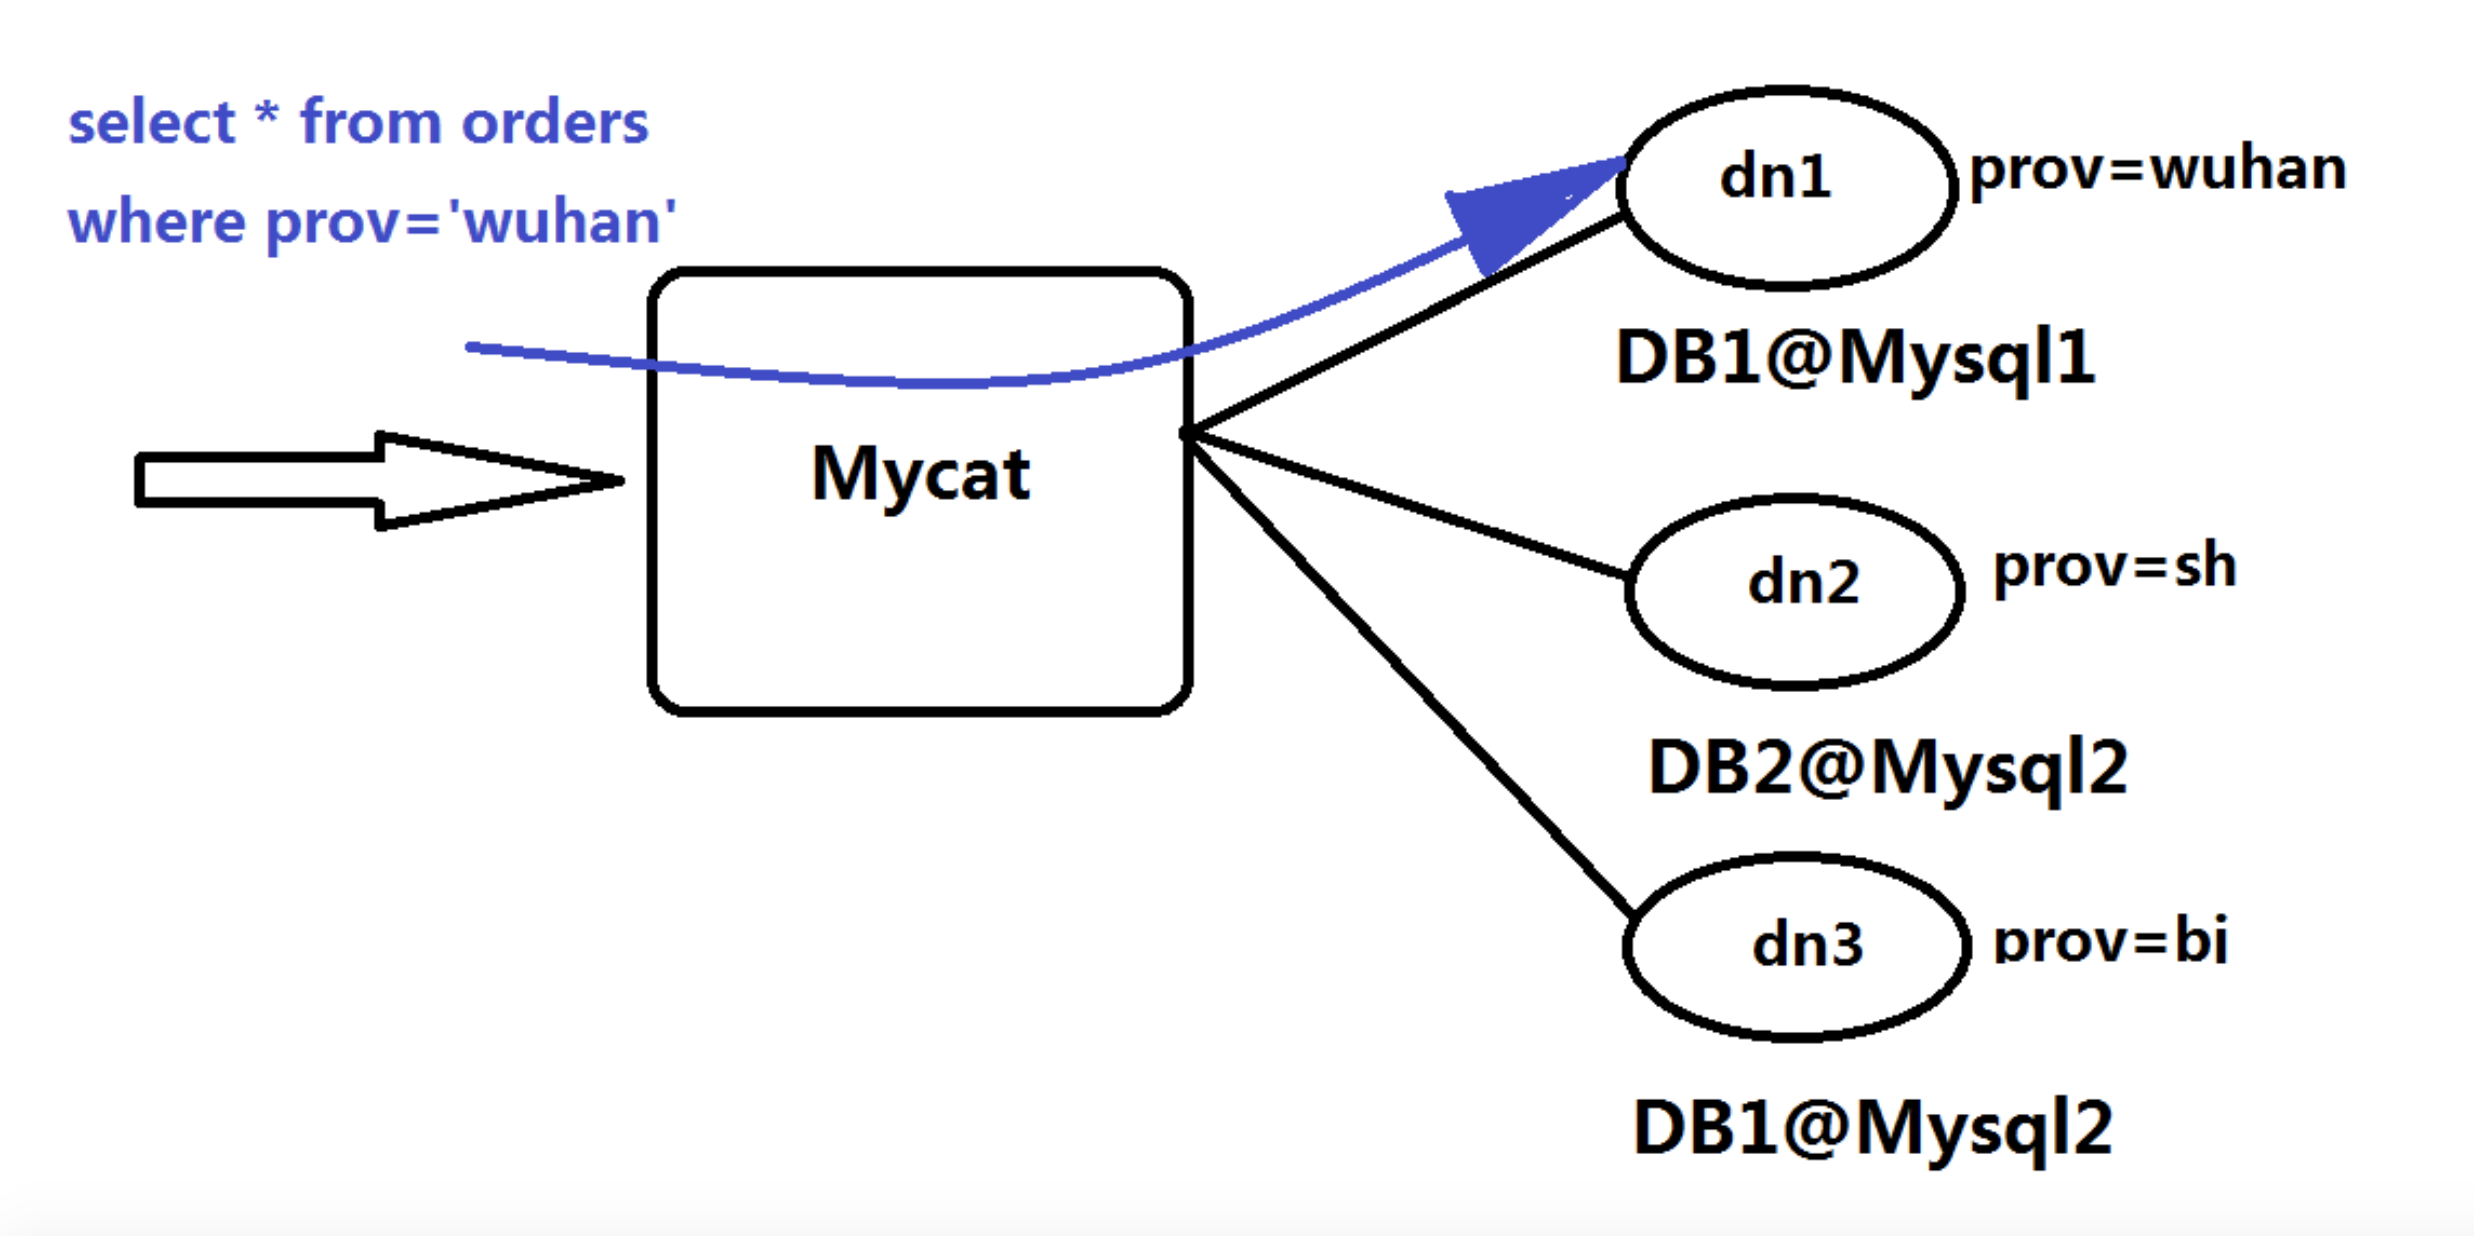 select * from orders
where prov='wuhan'
Mycat
dn1
prov=wuhan
DB1@Mysql1
dn2
prov=sh
DB2@Mysql2
dn3
prov=bi
DB1@Mysql2